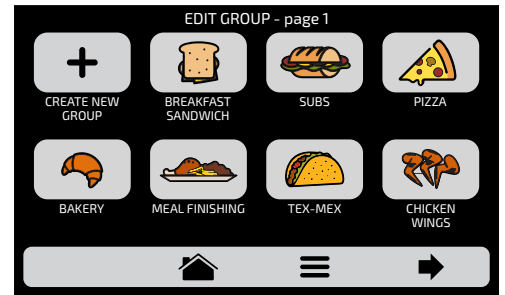 EDIT GROUP - page 1
CREATE NEW
GROUP
BREAKFAST
SANDWICH
SUBS
PIZZA
BAKERY
MEAL FINISHING
TEX-MEX
CHICKEN
WINGS